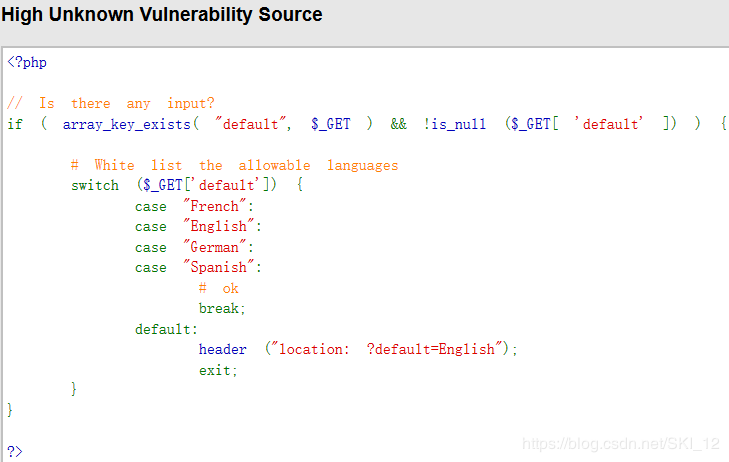 High Unknown Vulnerability Source
<?php
// Is there any input?
if ( array_key_exists( "default", $_GET ) && !is_null ($_GET[ 'default' ]) ) {
# White list the allowable languages
switch ($_GET['default']) {
case "French":
case "English":
case "German":
case "Spanish":
# ok
break;
default:
header ("location: ?default=English");
exit;
}
}
?>
https://blog.csdn.net/SKI_12